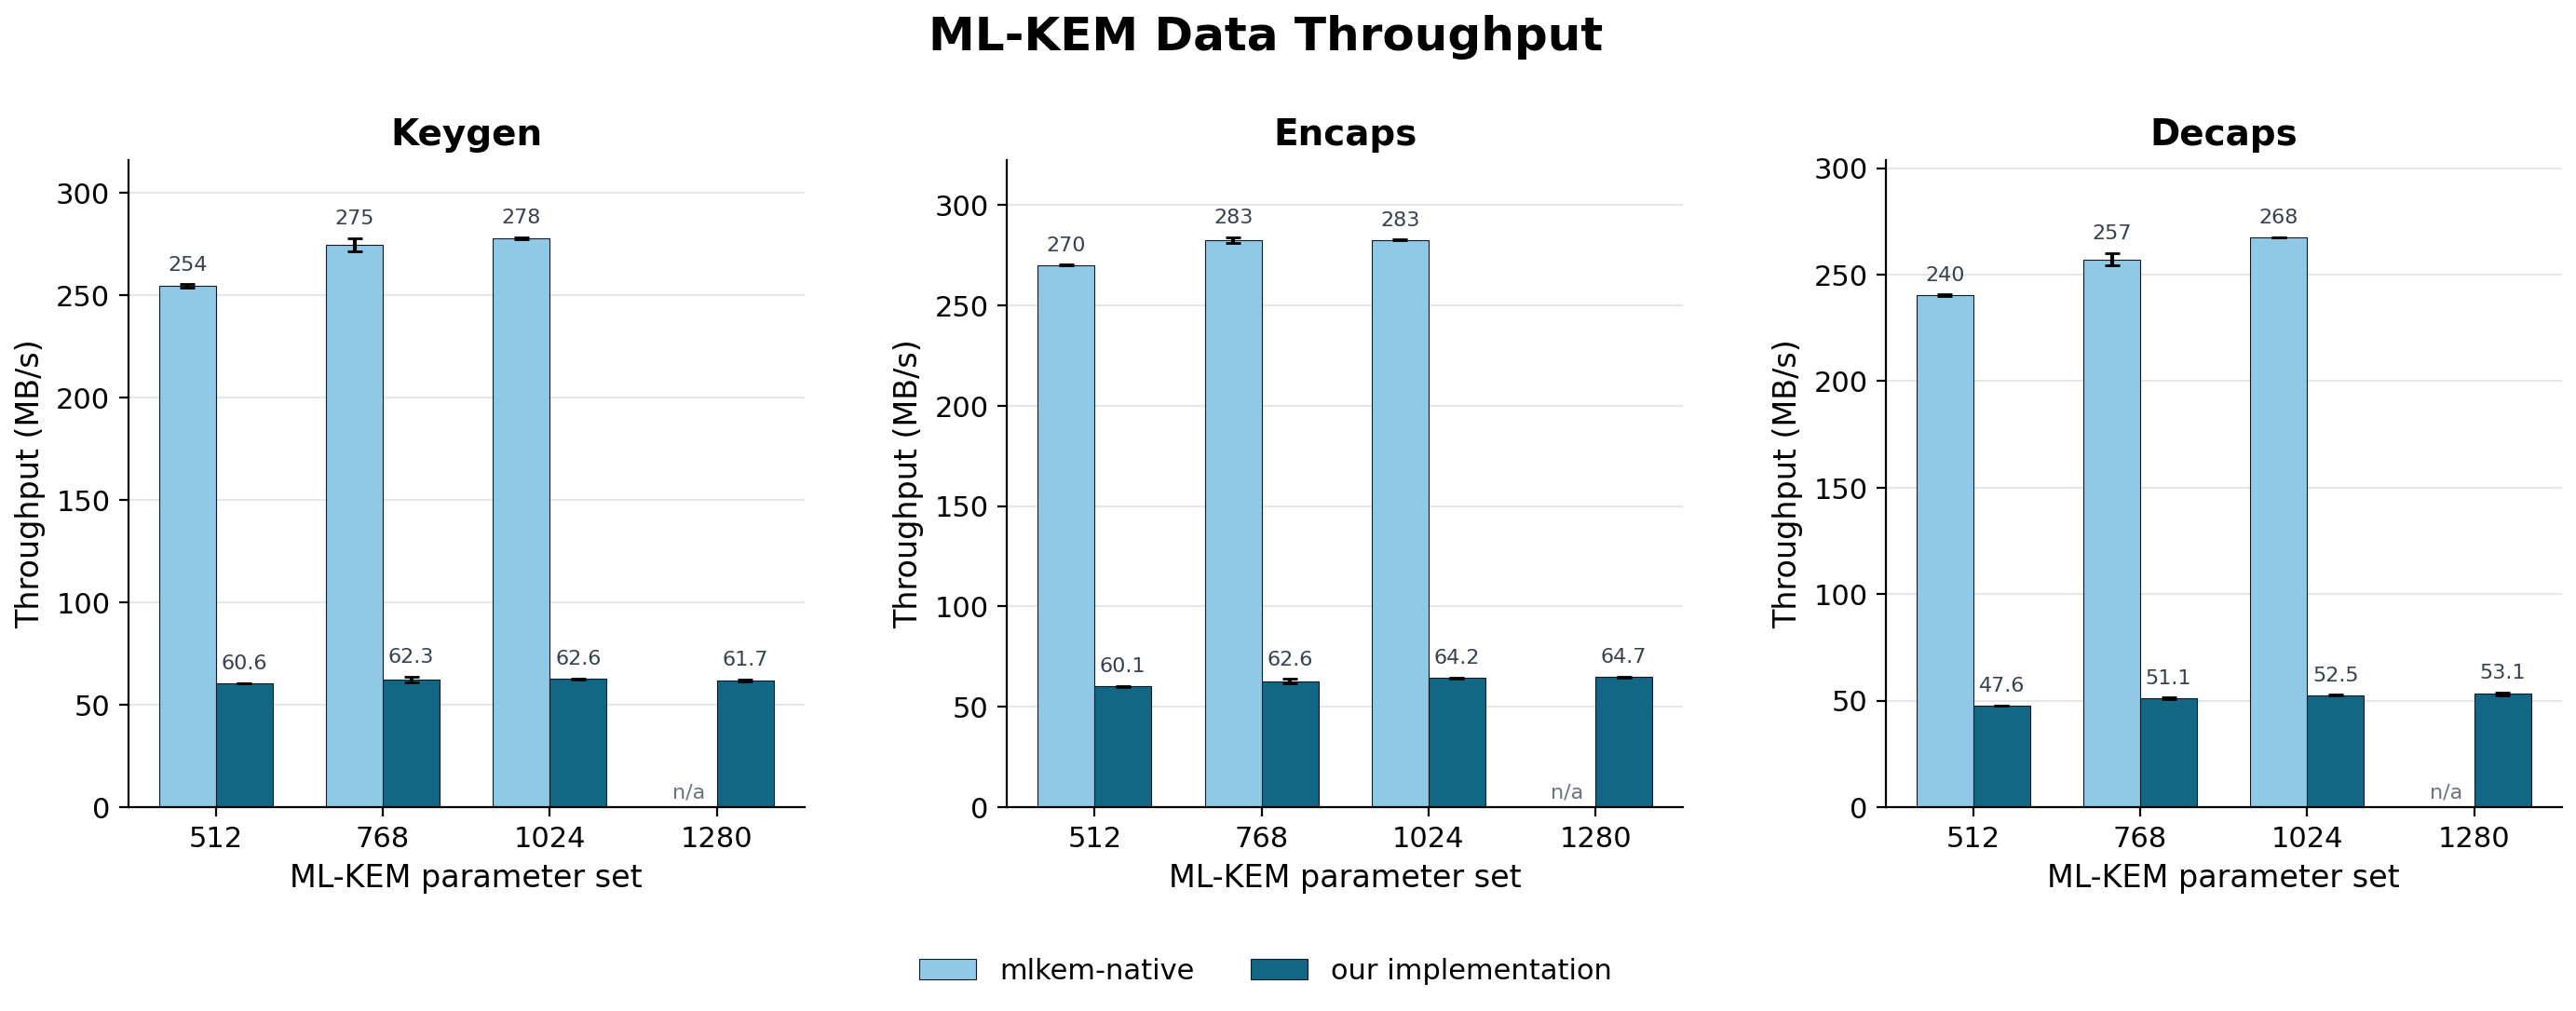 ML-KEM Data Throughput
Keygen
Throughput (MB/s)
300
250
200
150
100
50
0
254
60.6
275
62.3
278
62.6
n/a
61.7
512 768 1024 1280
ML-KEM parameter set
Encaps
Throughput (MB/s)
300
250
200
150
100
50
0
270
60.1
283
62.6
283
64.2
n/a
64.7
512 768 1024 1280
ML-KEM parameter set
Decaps
Throughput (MB/s)
300
250
200
150
100
50
0
240
47.6
257
51.1
268
52.5
n/a
53.1
512 768 1024 1280
ML-KEM parameter set
mlkem-native our implementation